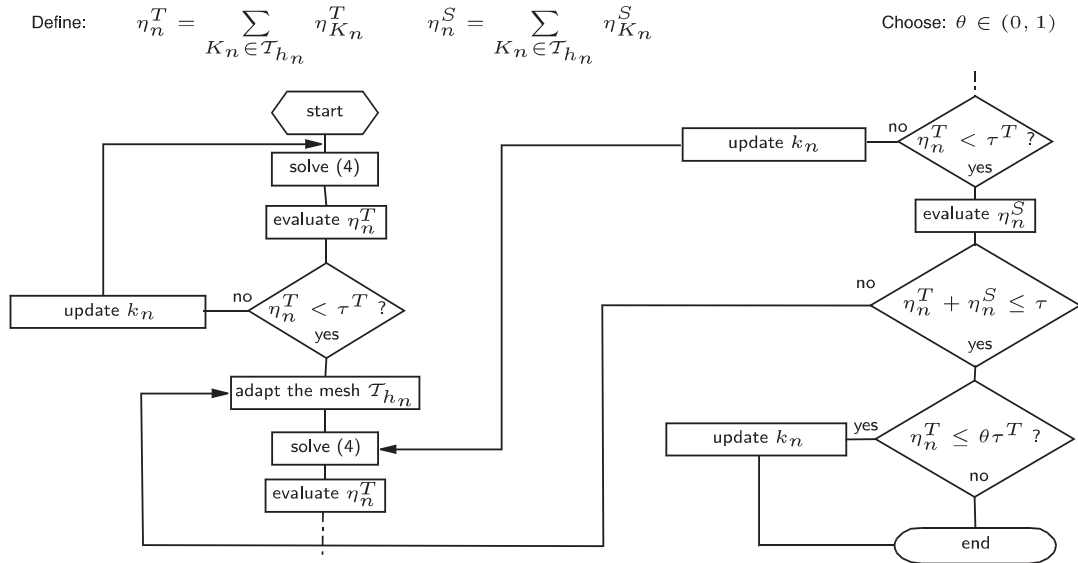 Define: η_n^T = ∑_{K_n ∈ 𝒯_{h_n}} η_{K_n}^T η_n^S = ∑_{K_n ∈ 𝒯_{h_n}} η_{K_n}^S Choose: θ ∈ (0, 1)
start
solve (4)
evaluate η_n^T
η_n^T < τ^T ?
no
yes
update k_n
adapt the mesh 𝒯_{h_n}
solve (4)
evaluate η_n^T
η_n^T < τ^T ?
no
yes
update k_n
evaluate η_n^S
no
η_n^T + η_n^S ≤ τ
yes
η_n^T ≤ θτ^T ?
yes
no
update k_n
end